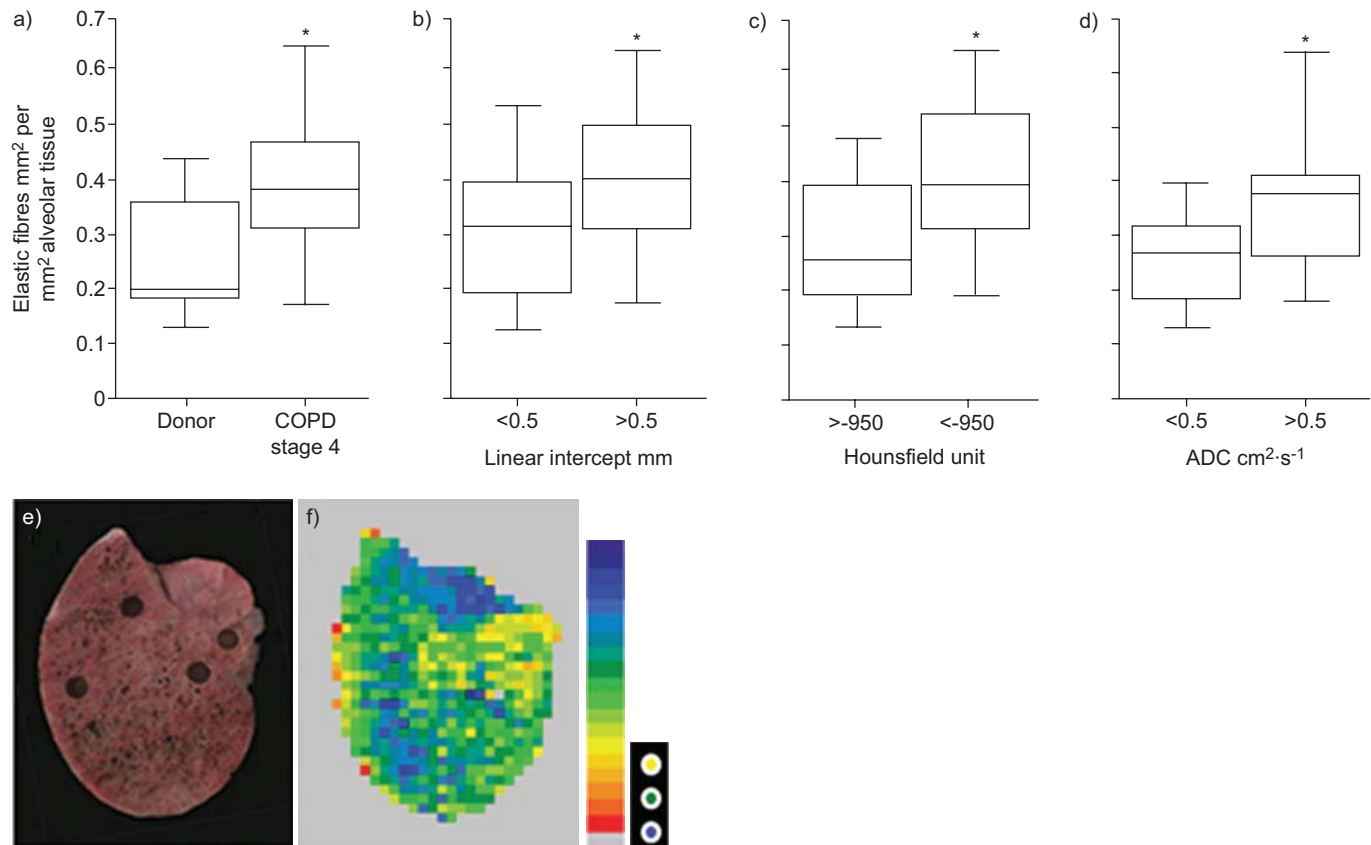 a)
b)
c)
d)
*
*
*
*
Elastic fibres mm² per
mm² alveolar tissue
0.7
0.6
0.5
0.4
0.3
0.2
0.1
0
Donor
COPD
stage 4
<0.5
>0.5
Linear intercept mm
>-950
<-950
Hounsfield unit
<0.5
>0.5
ADC cm²·s⁻¹
e)
f)